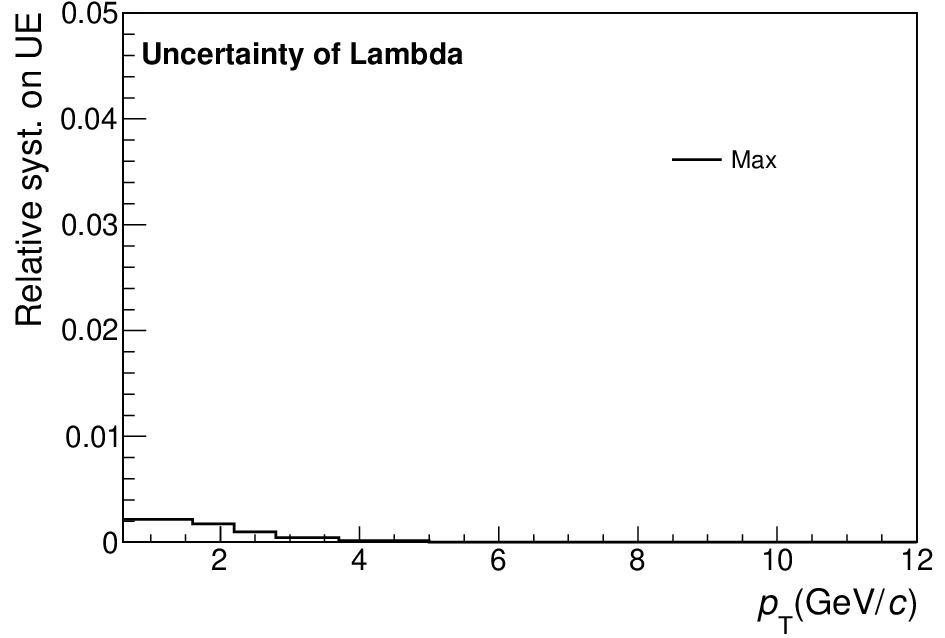 Relative syst. on UE
0.05
0.04
0.03
0.02
0.01
0
Uncertainty of Lambda
Max
2 4 6 8 10 12
p_T(GeV/c)